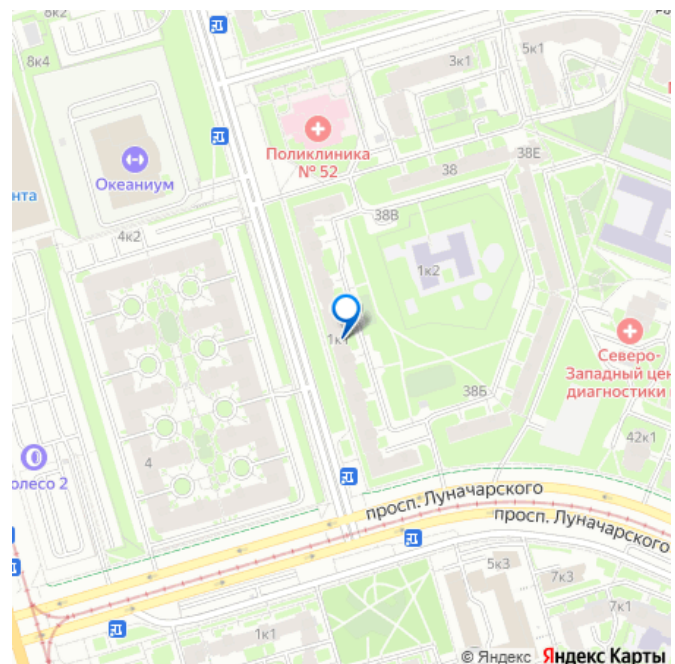 8к2
8к4
5к1
3к1
Поликлиника
№ 52
Океаниум
38Е
38
нта
38В
4к2
1к2
1к1
Северо-
Западный цен
диагностики
38Б
42к1
4
олесо 2
просп. Луначарского
просп. Луначарского
5к3
7к3
7к1
1к1
© Яндекс Яндекс Карты